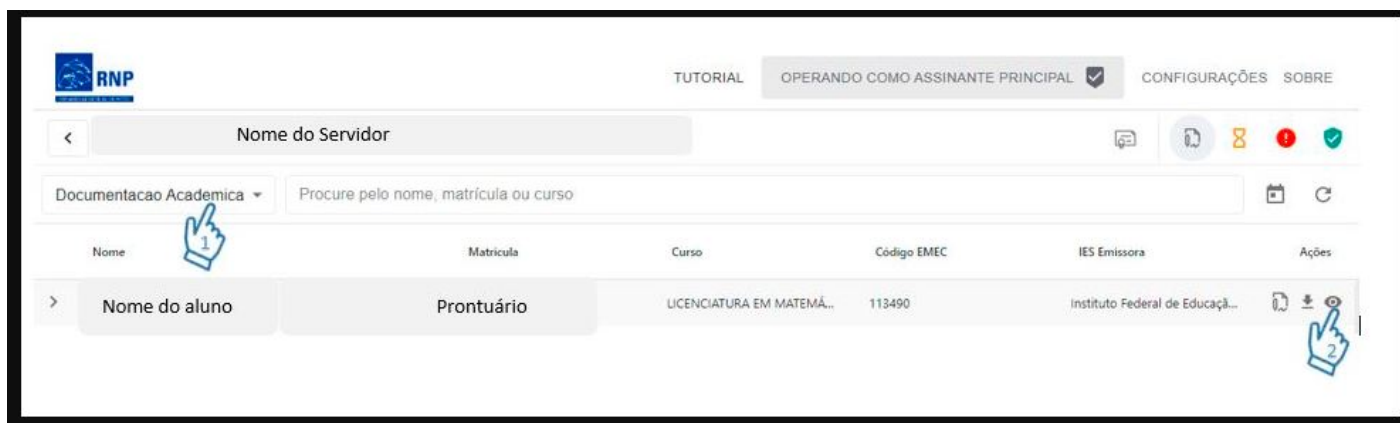 RNP
TUTORIAL OPERANDO COMO ASSINANTE PRINCIPAL CONFIGURAÇÕES SOBRE
Nome do Servidor
Documentacao Academica Procure pelo nome, matrícula ou curso
1
Nome Matrícula Curso Código EMEC IES Emissora Ações
Nome do aluno Prontuário LICENCIATURA EM MATEMÁ... 113490 Instituto Federal de Educaçã...
2